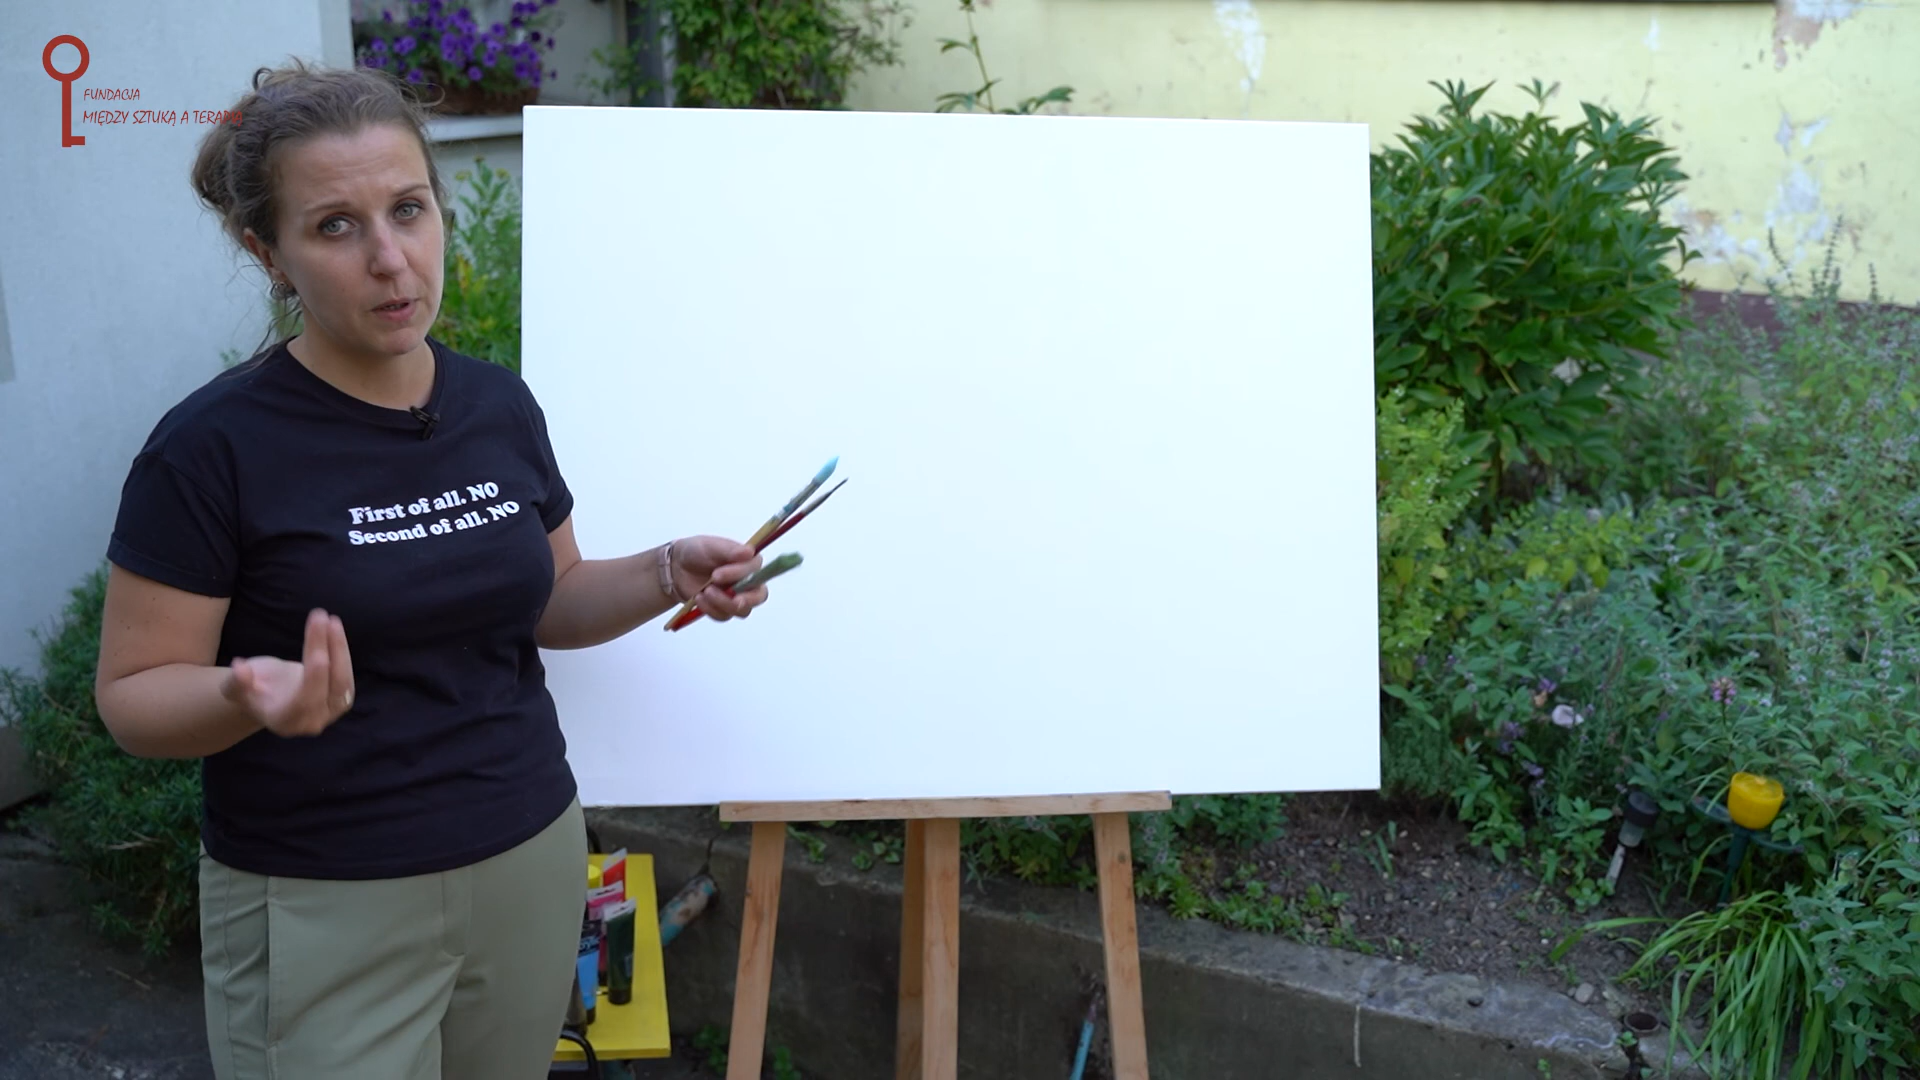 FUNDACJA
MIĘDZY SZTUKĄ A TERAPIĄ
First of all. NO
Second of all. NO